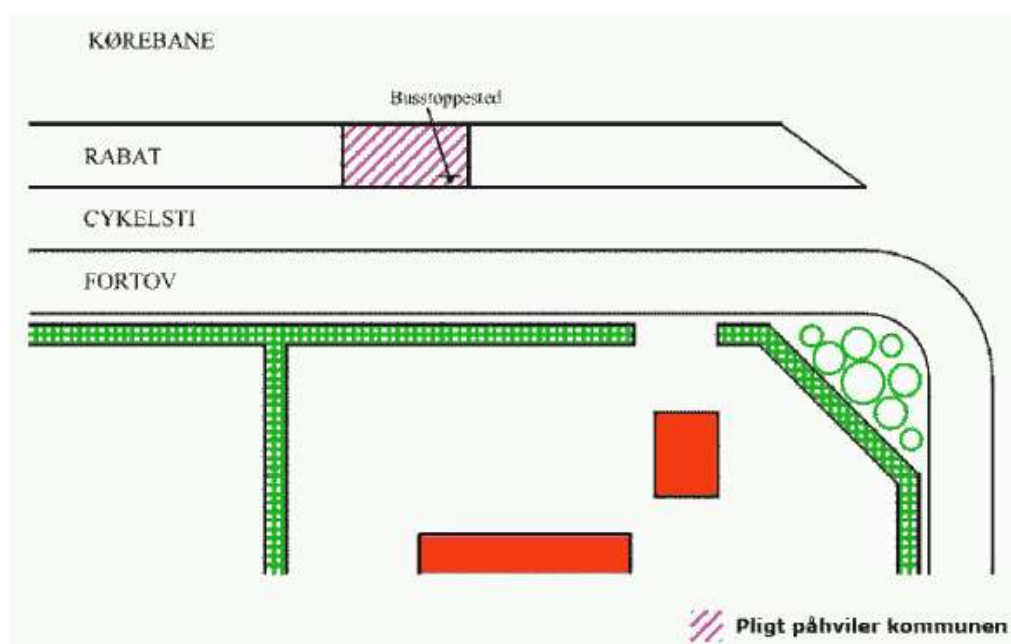 KØREBANE
Busstoppested
RABAT
CYKELSTI
FORTOV
Pligt påhviler kommunen